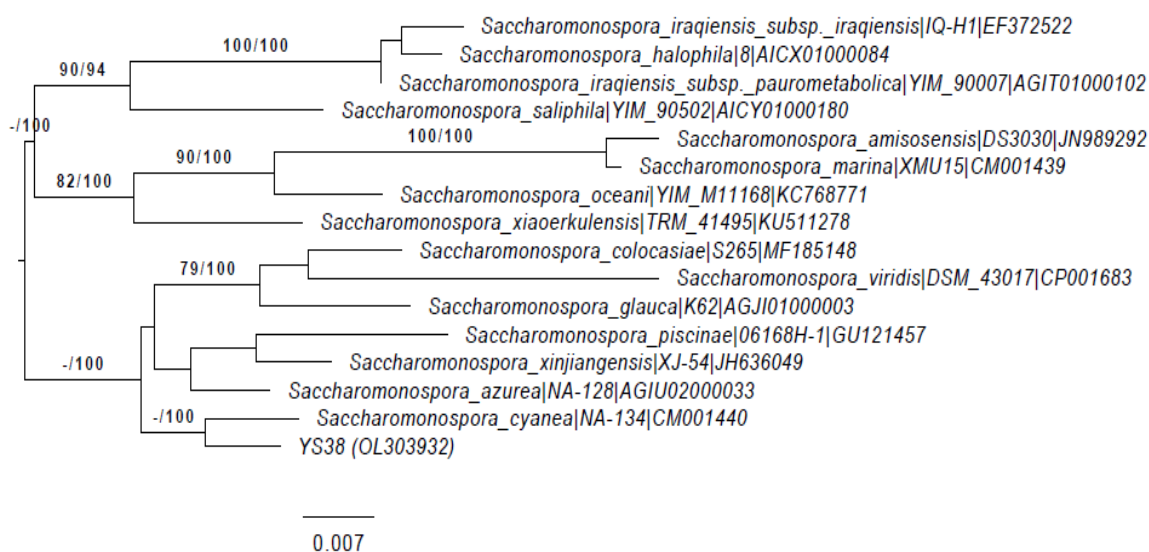 Saccharomonospora_iraqiensis_subsp._iraqiensis|IQ-H1|EF372522
100/100
Saccharomonospora_halophila|8|AICX01000084
90/94
Saccharomonospora_iraqiensis_subsp._paurometabolica|YIM_90007|AGIT01000102
Saccharomonospora_saliphila|YIM_90502|AICY01000180
-/100
100/100
Saccharomonospora_amisosensis|DS3030|JN989292
90/100
Saccharomonospora_marina|XMU15|CM001439
82/100
Saccharomonospora_oceani|YIM_M11168|KC768771
Saccharomonospora_xiaoerkulensis|TRM_41495|KU511278
Saccharomonospora_colocasiae|S265|MF185148
79/100
Saccharomonospora_viridis|DSM_43017|CP001683
Saccharomonospora_glauca|K62|AGJI01000003
Saccharomonospora_piscinae|06168H-1|GU121457
-/100
Saccharomonospora_xinjiangensis|XJ-54|JH636049
Saccharomonospora_azurea|NA-128|AGIU02000033
-/100
Saccharomonospora_cyanea|NA-134|CM001440
YS38 (OL303932)
0.007